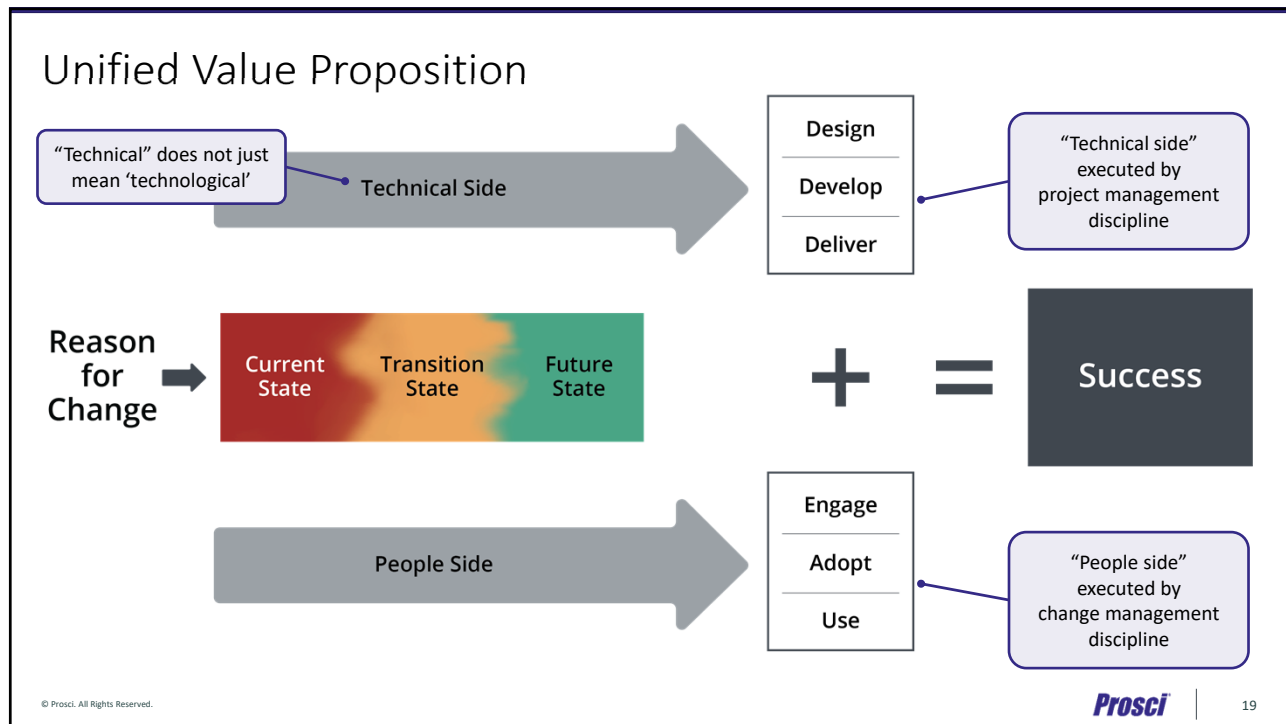 Unified Value Proposition
“Technical” does not just
mean ‘technological’
Technical Side
Design
Develop
Deliver
“Technical side”
executed by
project management
discipline
Reason
for
Change
Current
State
Transition
State
Future
State
+
=
Success
People Side
Engage
Adopt
Use
“People side”
executed by
change management
discipline
© Prosci. All Rights Reserved.
Prosci
19